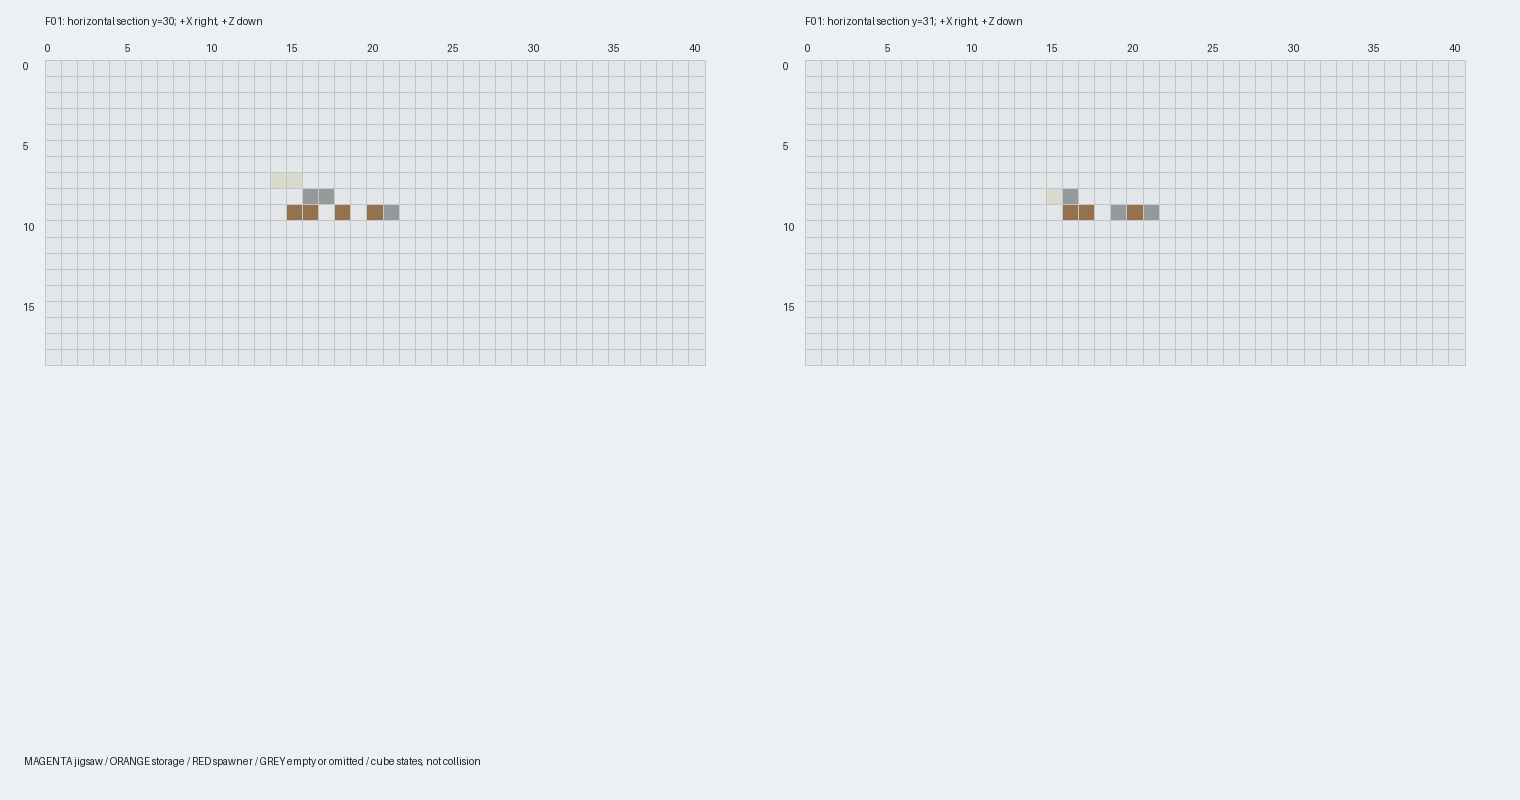 F01: horizontal section y=30; +X right, +Z down
0 5 10 15 20 25 30 35 40
0
5
10
15
F01: horizontal section y=31; +X right, +Z down
0 5 10 15 20 25 30 35 40
0
5
10
15
MAGENTA jigsaw / ORANGE storage / RED spawner / GREY empty or omitted / cube states, not collision